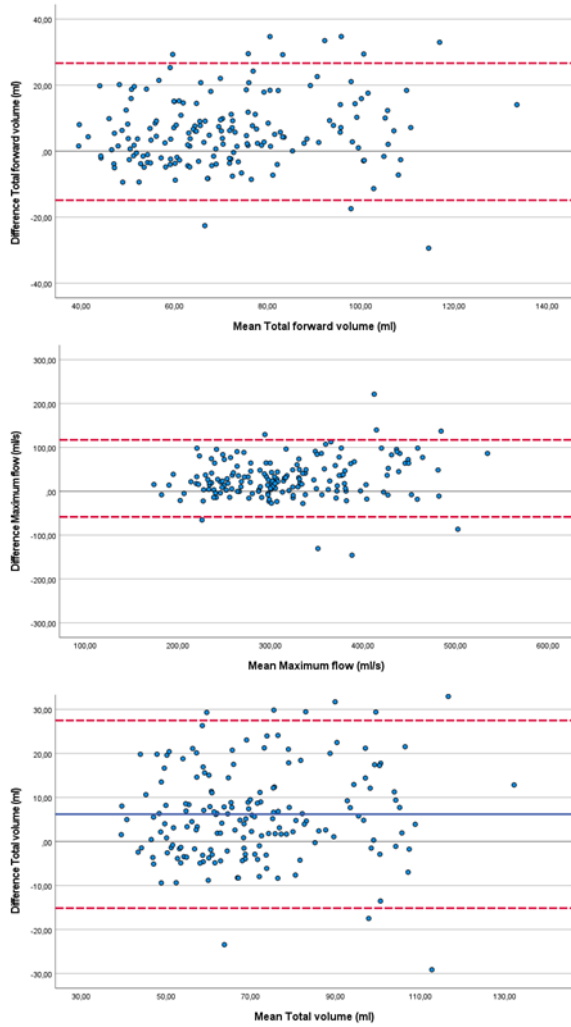 40,00
20,00
,00
-20,00
-40,00
Difference Total forward volume (ml)
40,00 60,00 80,00 100,00 120,00 140,00
Mean Total forward volume (ml)
300,00
200,00
100,00
,00
-100,00
-200,00
-300,00
Difference Maximum flow (ml/s)
100,00 200,00 300,00 400,00 500,00 600,00
Mean Maximum flow (ml/s)
30,00
20,00
10,00
,00
-10,00
-20,00
-30,00
Difference Total volume (ml)
30,00 50,00 70,00 90,00 110,00 130,00
Mean Total volume (ml)